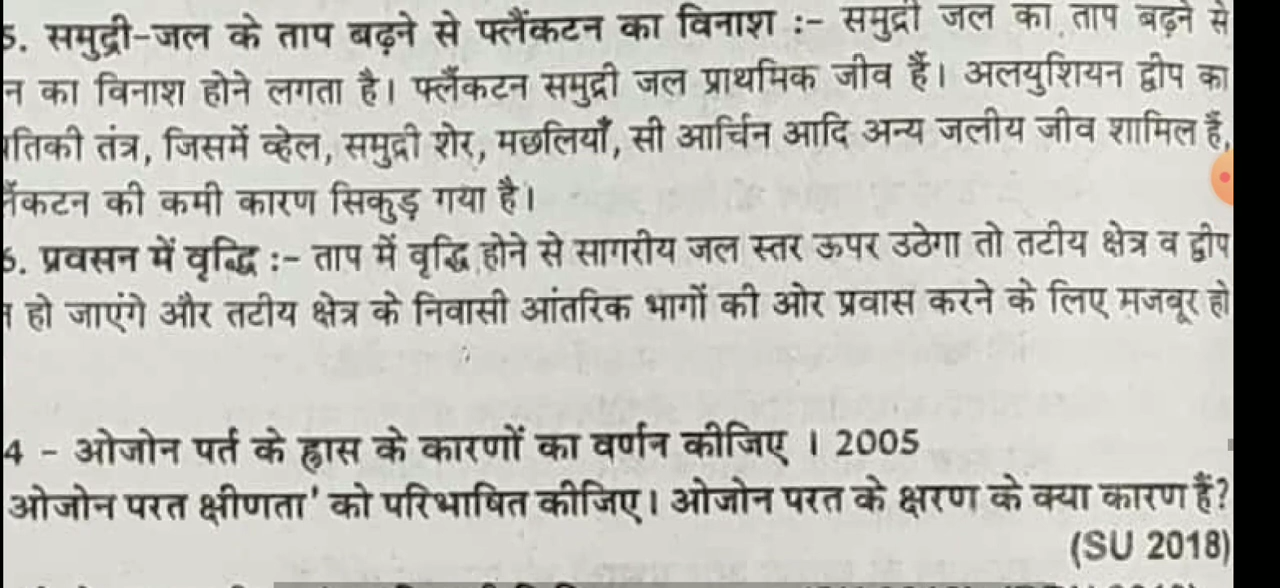 5. समुद्री-जल के ताप बढ़ने से फ्लैंकटन का विनाश :- समुद्री जल का ताप बढ़ने से
न का विनाश होने लगता है। फ्लैंकटन समुद्री जल प्राथमिक जीव हैं। अलयुशियन द्वीप का
तिकी तंत्र, जिसमें व्हेल, समुद्री शेर, मछलियाँ, सी आर्चिन आदि अन्य जलीय जीव शामिल हैं,
कटन की कमी कारण सिकुड़ गया है।
6. प्रवसन में वृद्धि :- ताप में वृद्धि होने से सागरीय जल स्तर ऊपर उठेगा तो तटीय क्षेत्र व द्वीप
हो जाएंगे और तटीय क्षेत्र के निवासी आंतरिक भागों की ओर प्रवास करने के लिए मजबूर हो
4 - ओजोन पर्त के ह्रास के कारणों का वर्णन कीजिए । 2005
ओजोन परत क्षीणता' को परिभाषित कीजिए। ओजोन परत के क्षरण के क्या कारण हैं?
(SU 2018)